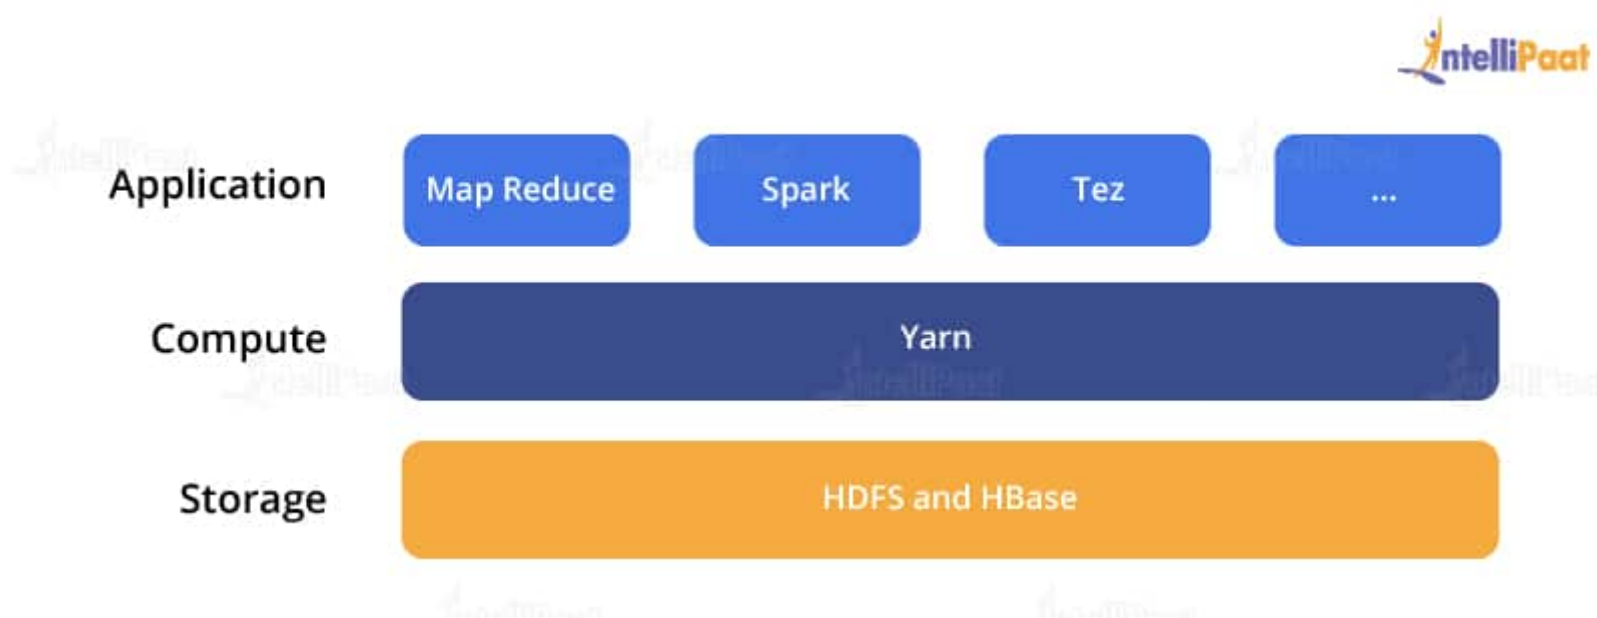 IntelliPaat
Application
Map Reduce
Spark
Tez
...
Compute
Yarn
Storage
HDFS and HBase